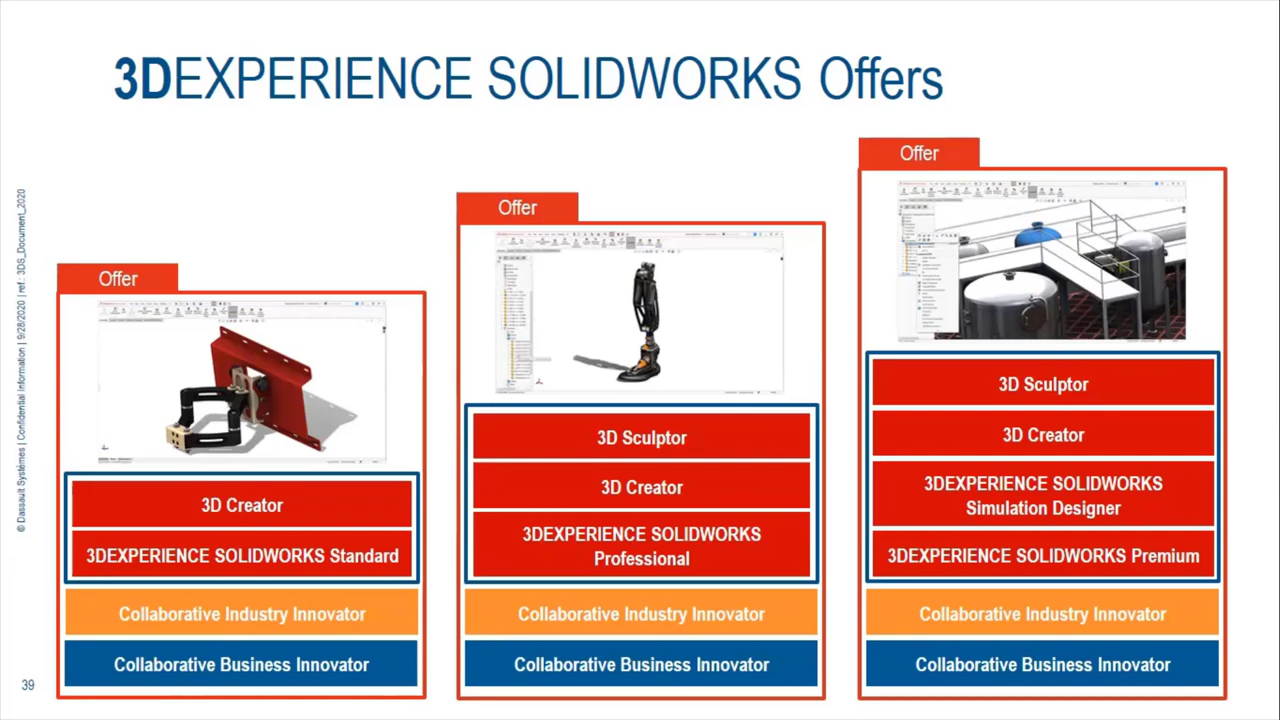 3DEXPERIENCE SOLIDWORKS Offers
Offer
3D Creator
3DEXPERIENCE SOLIDWORKS Standard
Collaborative Industry Innovator
Collaborative Business Innovator
Offer
3D Sculptor
3D Creator
3DEXPERIENCE SOLIDWORKS
Professional
Collaborative Industry Innovator
Collaborative Business Innovator
Offer
3D Sculptor
3D Creator
3DEXPERIENCE SOLIDWORKS
Simulation Designer
3DEXPERIENCE SOLIDWORKS Premium
Collaborative Industry Innovator
Collaborative Business Innovator
© Dassault Systèmes | Confidential Information | 9/28/2020 | ref.: 3DS_Document_2020
39